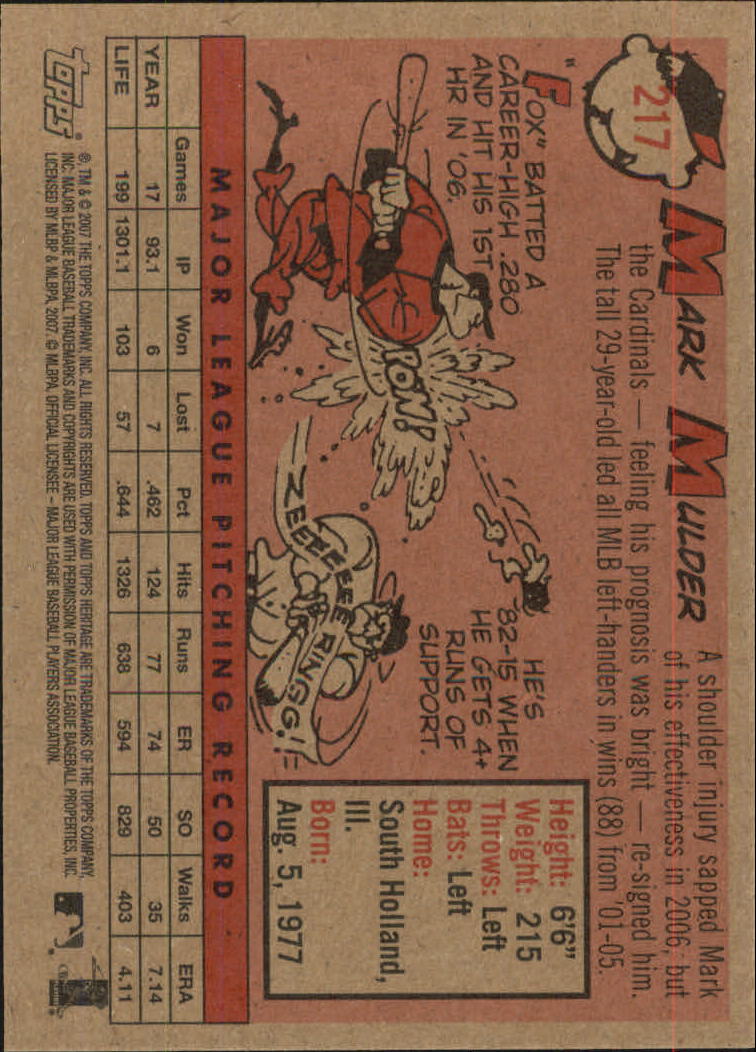 217
MARK MULDER
A shoulder injury sapped Mark
of his effectiveness in 2006, but
the Cardinals — feeling his prognosis was bright — re-signed him.
The tall 29-year-old led all MLB left-handers in wins (88) from '01-05.
"FOX" BATTED A
CAREER-HIGH .280
AND HIT HIS 1ST
HR IN '06.
POW!
HE'S
82-15 WHEN
HE GETS 4+
RUNS OF
SUPPORT.
ZEEEEEEE RINGG!!
Height: 6'6"
Weight: 215
Throws: Left
Bats: Left
Home:
South Holland,
Ill.
Born:
Aug. 5, 1977
MAJOR LEAGUE PITCHING RECORD
Games IP Won Lost Pct Hits Runs ER SO Walks ERA
YEAR 17 93.1 6 7 .462 124 77 74 50 35 7.14
LIFE 199 1301.1 103 57 .644 1326 638 594 829 403 4.11
topps®
®, TM & © 2007 THE TOPPS COMPANY, INC. ALL RIGHTS RESERVED. TOPPS AND TOPPS HERITAGE ARE TRADEMARKS OF THE TOPPS COMPANY,
INC. MAJOR LEAGUE BASEBALL TRADEMARKS AND COPYRIGHTS ARE USED WITH PERMISSION OF MAJOR LEAGUE BASEBALL PROPERTIES, INC.
LICENSED BY MLBP & MLBPA, 2007. © MLBPA, OFFICIAL LICENSEE – MAJOR LEAGUE BASEBALL PLAYERS ASSOCIATION.